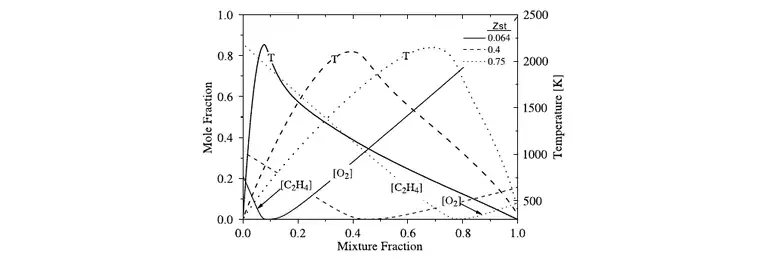 1.0
0.8
0.6
0.4
0.2
0.0
Mole Fraction
2500
2000
1500
1000
500
Temperature [K]
Zst
0.064
0.4
0.75
T
T
T
[C₂H₄]
[O₂]
[C₂H₄]
[O₂]
0.0 0.2 0.4 0.6 0.8 1.0
Mixture Fraction